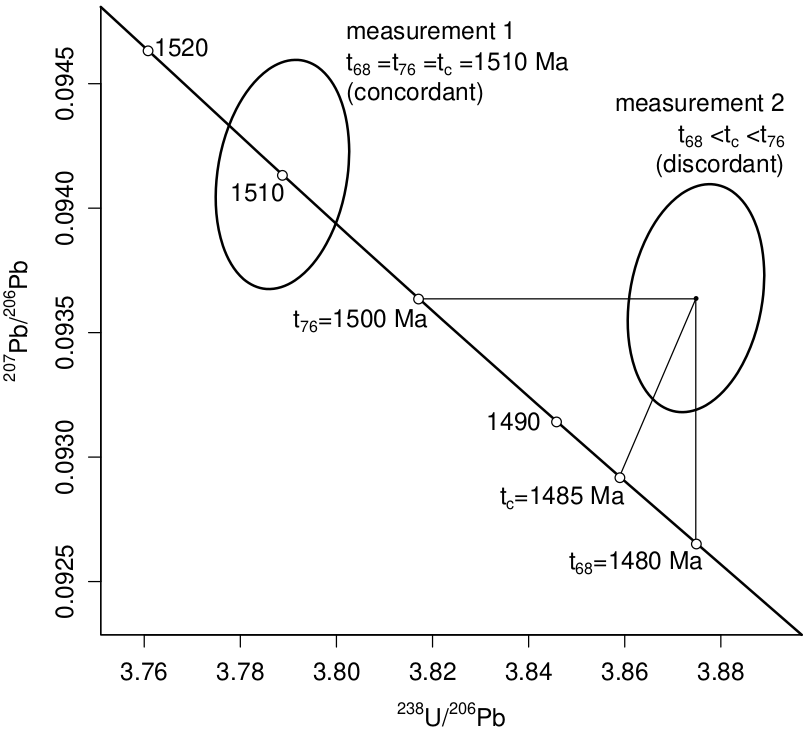 measurement 1
t68 =t76 =tc =1510 Ma
(concordant)
measurement 2
t68 <tc <t76
(discordant)
1520
1510
t76=1500 Ma
1490
tc=1485 Ma
t68=1480 Ma
0.0945
0.0940
0.0935
0.0930
0.0925
207Pb/206Pb
3.76 3.78 3.80 3.82 3.84 3.86 3.88
238U/206Pb